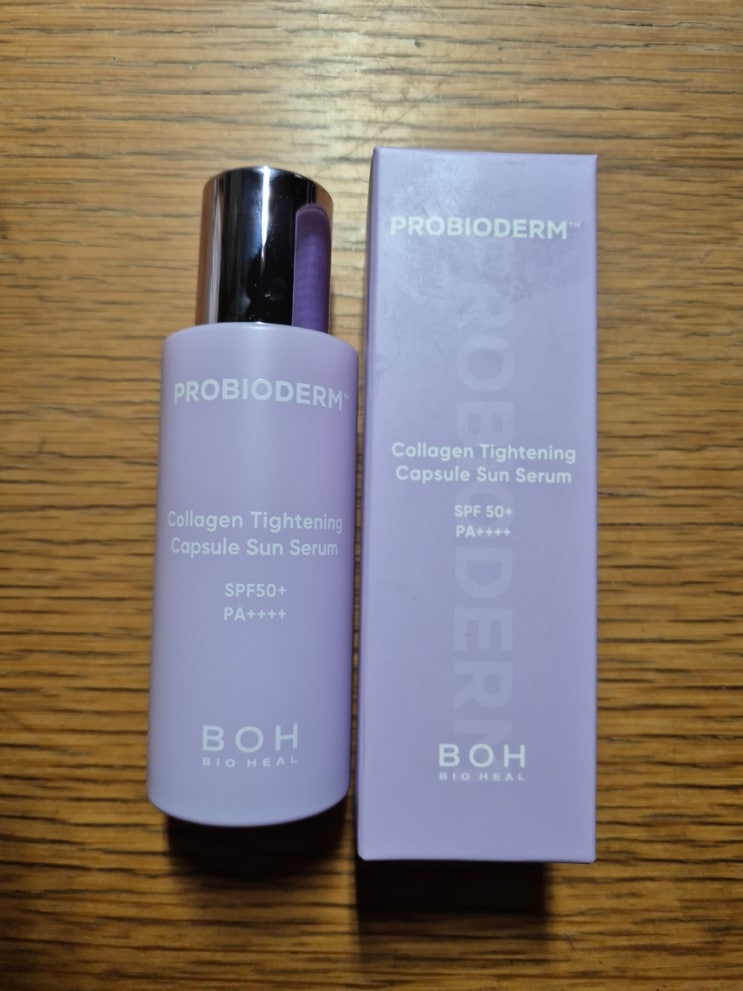 PROBIODERM™
Collagen Tightening
Capsule Sun Serum
SPF50+
PA++++
BOH
BIO HEAL
PROBIODERM™
PROBIODERM
Collagen Tightening
Capsule Sun Serum
SPF 50+
PA++++
BOH
BIO HEAL